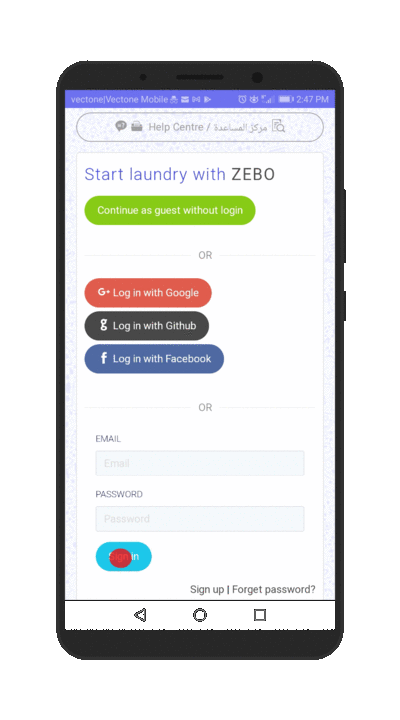 vectone|Vectone Mobile 2:47 PM
Help Centre / مركز المساعدة
Start laundry with ZEBO
Continue as guest without login
OR
G+ Log in with Google
Log in with Github
f Log in with Facebook
OR
EMAIL
Email
PASSWORD
Password
Sign up | Forget password?